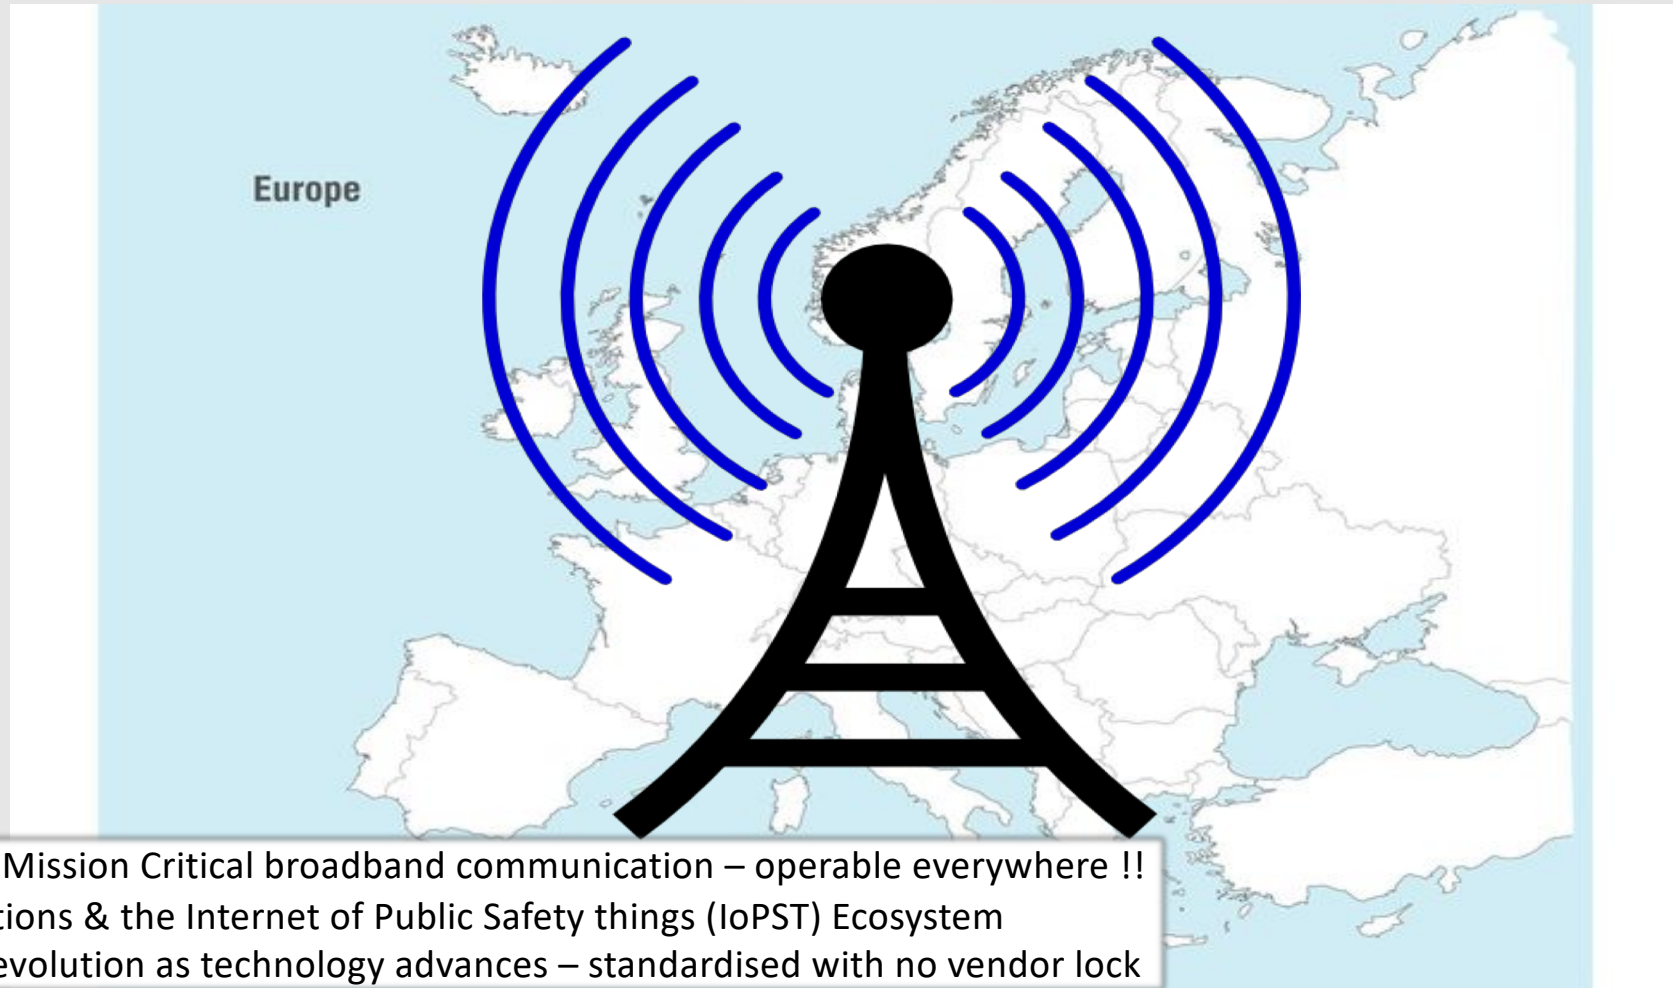 Europe
Mission Critical broadband communication – operable everywhere !!
& the Internet of Public Safety things (IoPST) Ecosystem
evolution as technology advances – standardised with no vendor lock